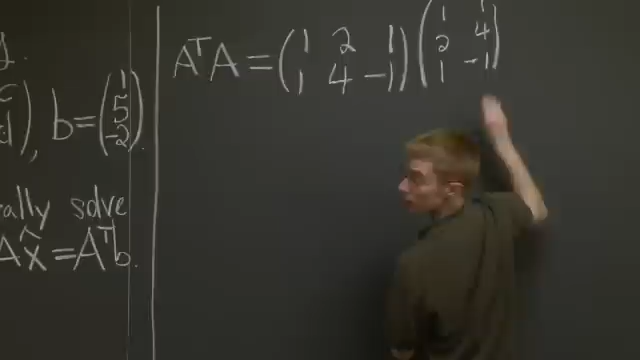 b = (1 5 -2).
ally solve
Ax̂ = Aᵀb.
AᵀA = (1 2 1
1 4 -1) (1 1
2 4
1 -1)